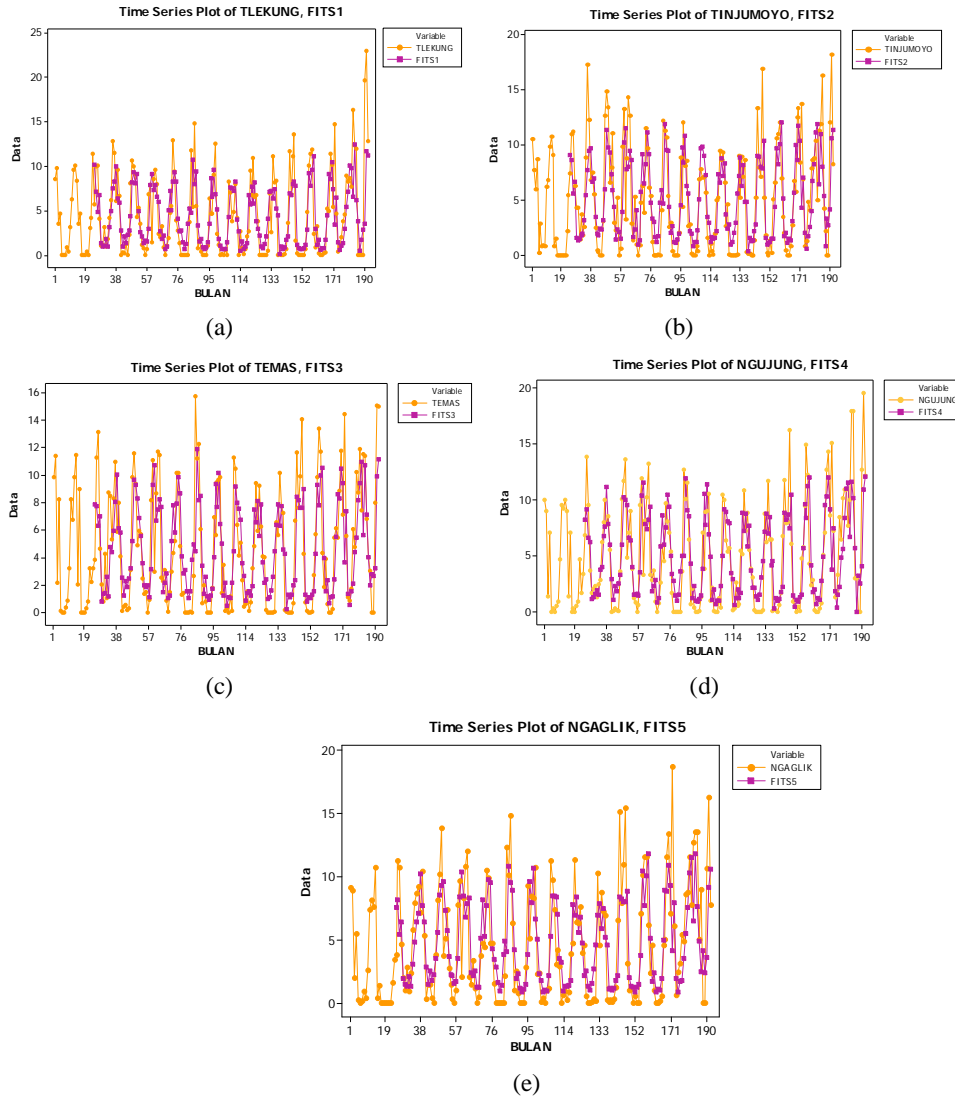 Time Series Plot of TLEKUNG, FITS1
25
20
15
10
5
0
Data
1 19 38 57 76 95 114 133 152 171 190
BULAN
Variable
TLEKUNG
FITS1
(a)
Time Series Plot of TINJUMOYO, FITS2
20
15
10
5
0
Data
1 19 38 57 76 95 114 133 152 171 190
BULAN
Variable
TINJUMOYO
FITS2
(b)
Time Series Plot of TEMAS, FITS3
16
14
12
10
8
6
4
2
0
Data
1 19 38 57 76 95 114 133 152 171 190
BULAN
Variable
TEMAS
FITS3
(c)
Time Series Plot of NGUJUNG, FITS4
20
15
10
5
0
Data
1 19 38 57 76 95 114 133 152 171 190
BULAN
Variable
NGUJUNG
FITS4
(d)
Time Series Plot of NGAGLIK, FITS5
20
15
10
5
0
Data
1 19 38 57 76 95 114 133 152 171 190
BULAN
Variable
NGAGLIK
FITS5
(e)